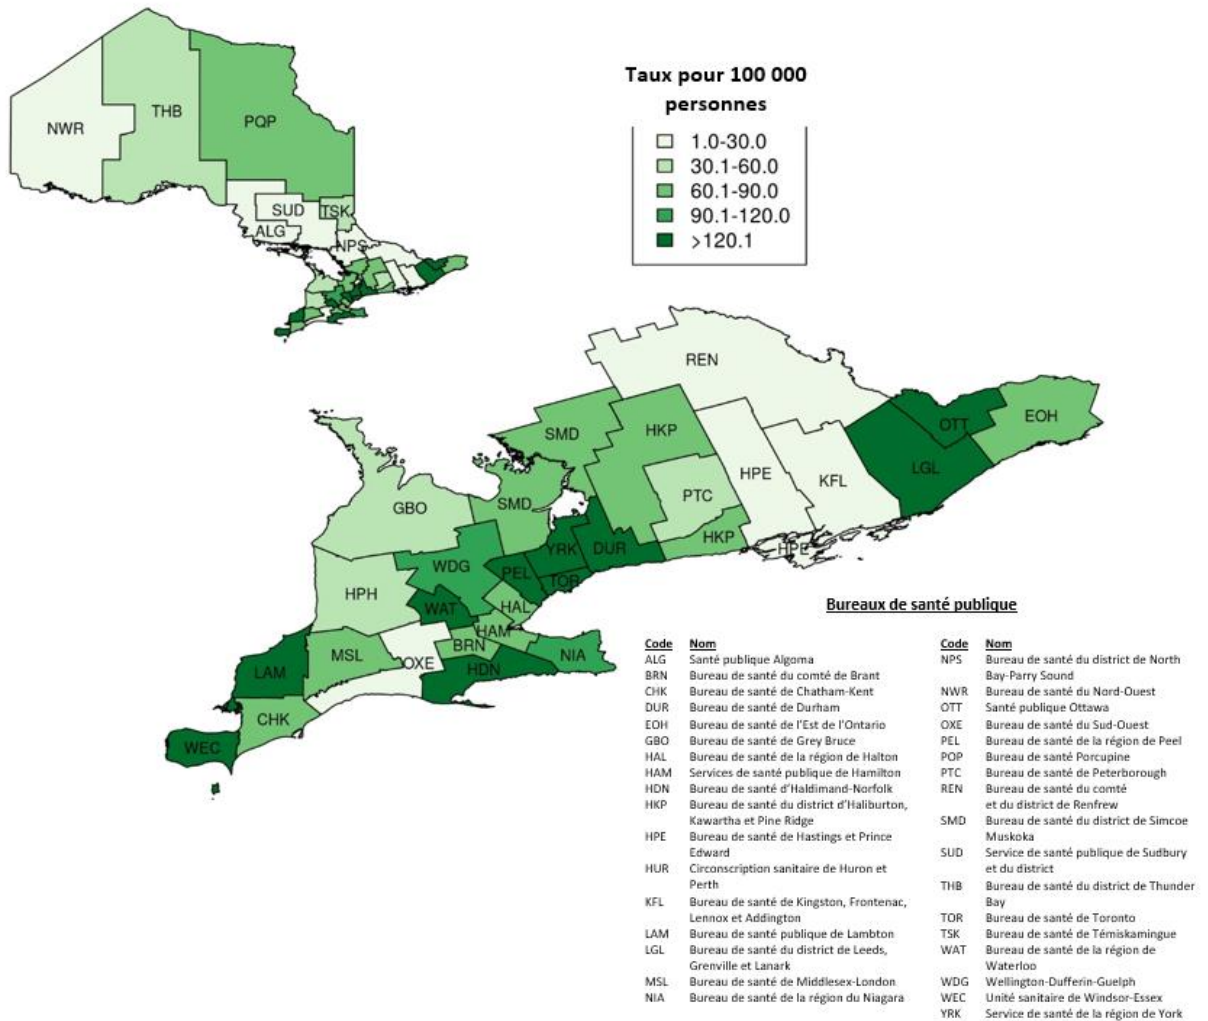 Taux pour 100 000
personnes
1.0-30.0
30.1-60.0
60.1-90.0
90.1-120.0
>120.1
NWR
THB
PQP
SUD
TSK
ALG
NPS
REN
SMD
HKP
OTT
EOH
HPE
KFL
LGL
GBO
SMD
PTC
HKP
HPE
WDG
YRK
DUR
PEL
TOR
HPH
WAT
HAL
HAM
LAM
MSL
OXE
BRN
NIA
HDN
CHK
WEC
Bureaux de santé publique
Code Nom
ALG Santé publique Algoma
BRN Bureau de santé du comté de Brant
CHK Bureau de santé de Chatham-Kent
DUR Bureau de santé de Durham
EOH Bureau de santé de l'Est de l'Ontario
GBO Bureau de santé de Grey Bruce
HAL Bureau de santé de la région de Halton
HAM Services de santé publique de Hamilton
HDN Bureau de santé d'Haldimand-Norfolk
HKP Bureau de santé du district d'Haliburton,
Kawartha et Pine Ridge
HPE Bureau de santé de Hastings et Prince
Edward
HUR Circonscription sanitaire de Huron et
Perth
KFL Bureau de santé de Kingston, Frontenac,
Lennox et Addington
LAM Bureau de santé publique de Lambton
LGL Bureau de santé du district de Leeds,
Grenville et Lanark
MSL Bureau de santé de Middlesex-London
NIA Bureau de santé de la région du Niagara
Code Nom
NPS Bureau de santé du district de North
Bay-Parry Sound
NWR Bureau de santé du Nord-Ouest
OTT Santé publique Ottawa
OXE Bureau de santé du Sud-Ouest
PEL Bureau de santé de la région de Peel
POP Bureau de santé Porcupine
PTC Bureau de santé de Peterborough
REN Bureau de santé du comté
et du district de Renfrew
SMD Bureau de santé du district de Simcoe
Muskoka
SUD Service de santé publique de Sudbury
et du district
THB Bureau de santé du district de Thunder
Bay
TOR Bureau de santé de Toronto
TSK Bureau de santé de Témiskamingue
WAT Bureau de santé de la région de
Waterloo
WDG Wellington-Dufferin-Guelph
WEC Unité sanitaire de Windsor-Essex
YRK Service de santé de la région de York